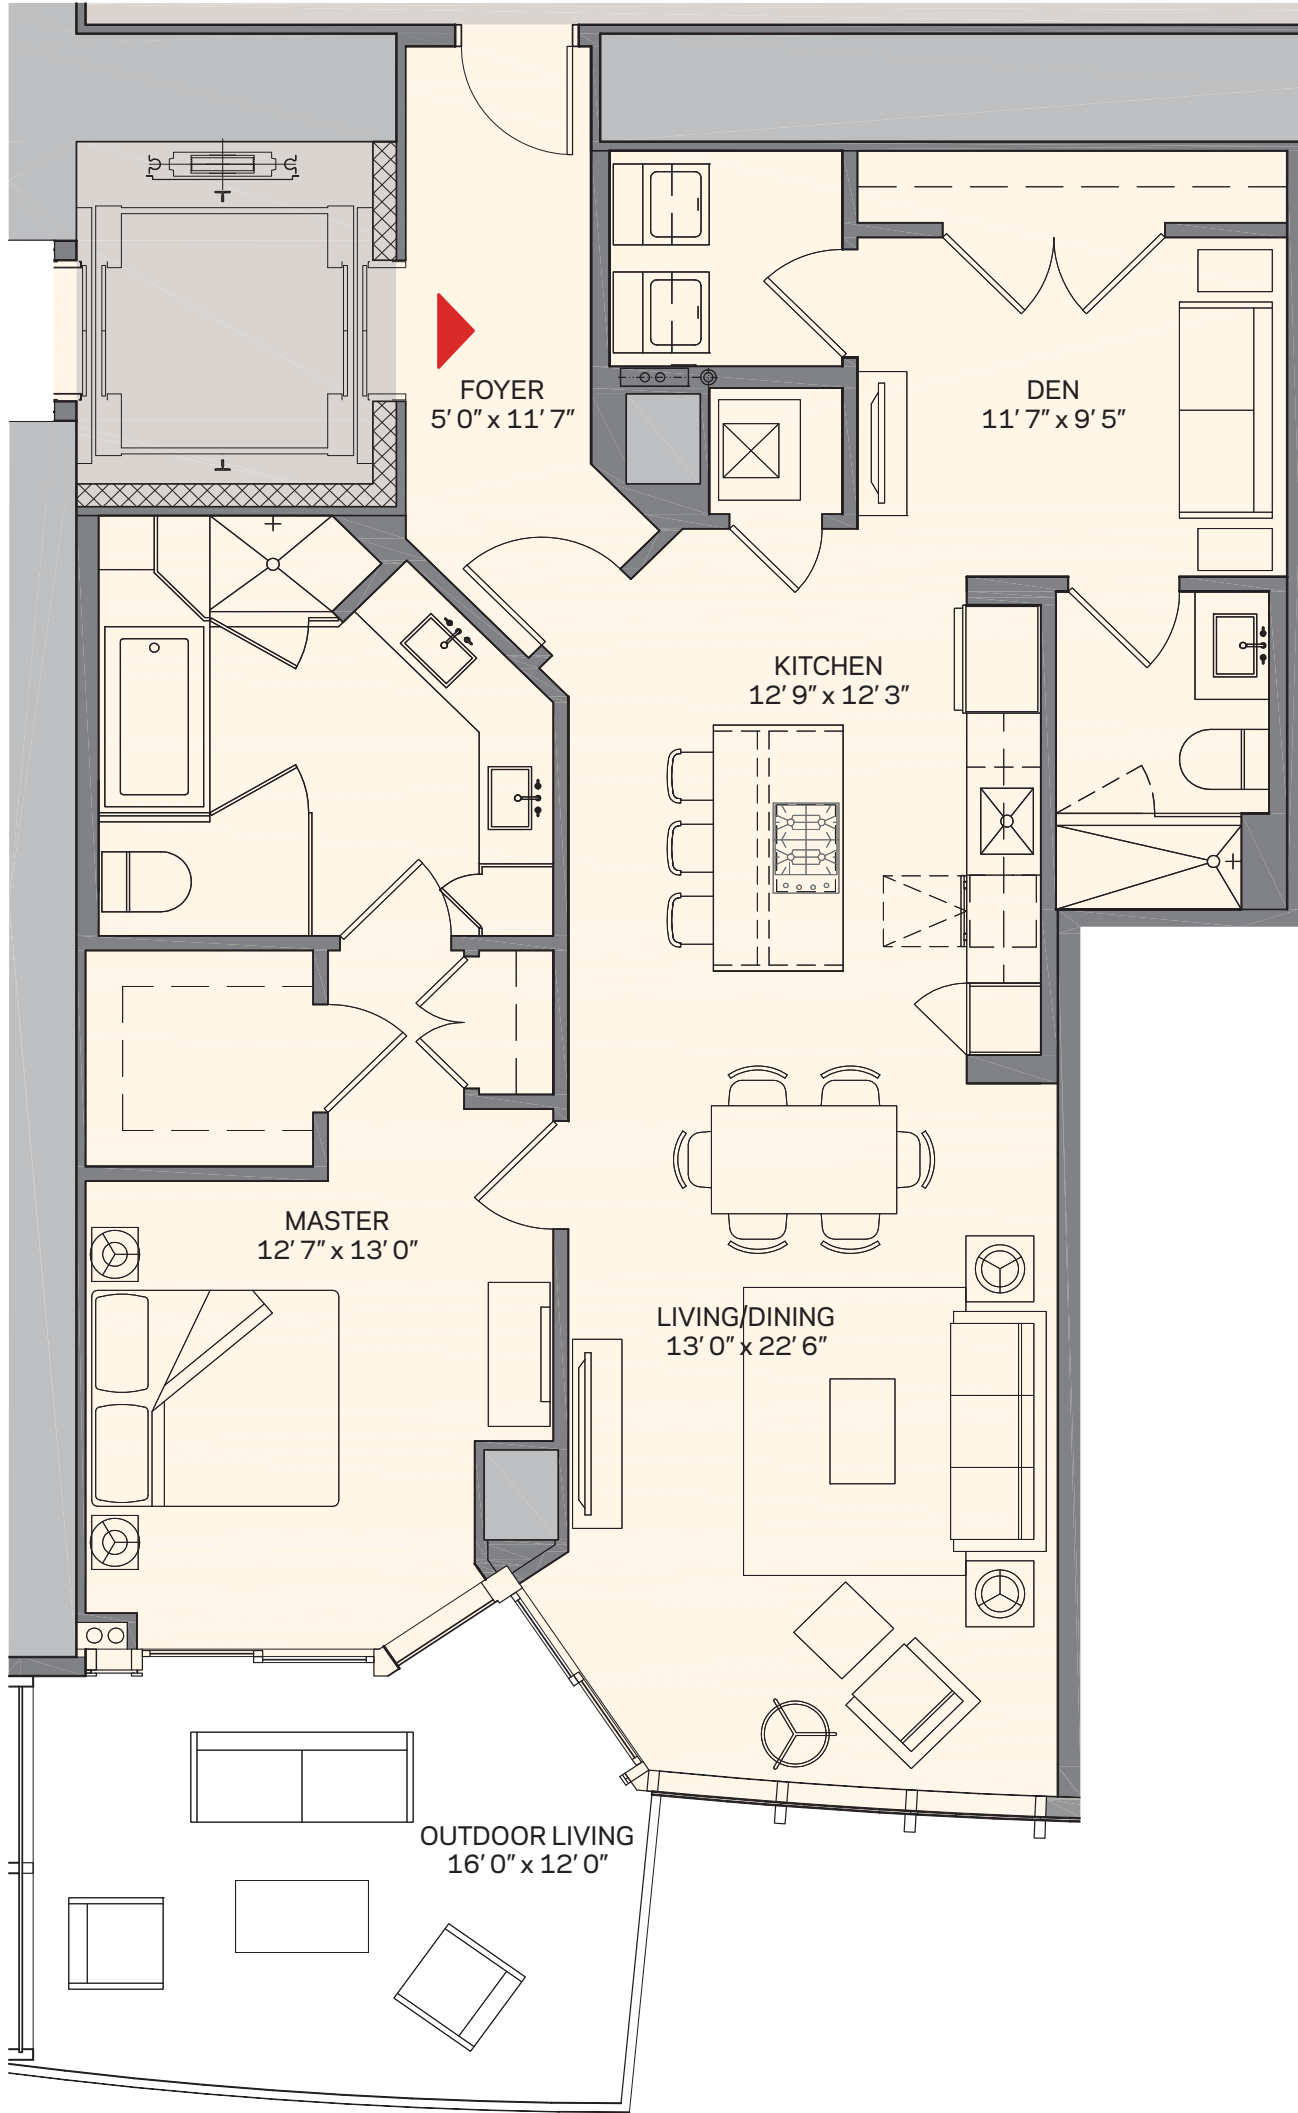 FOYER
5’ 0” x 11’ 7”
DEN
11’ 7” x 9’ 5”
KITCHEN
12’ 9” x 12’ 3”
MASTER
12’ 7” x 13’ 0”
LIVING/DINING
13’ 0” x 22’ 6”
OUTDOOR LIVING
16’ 0” x 12’ 0”